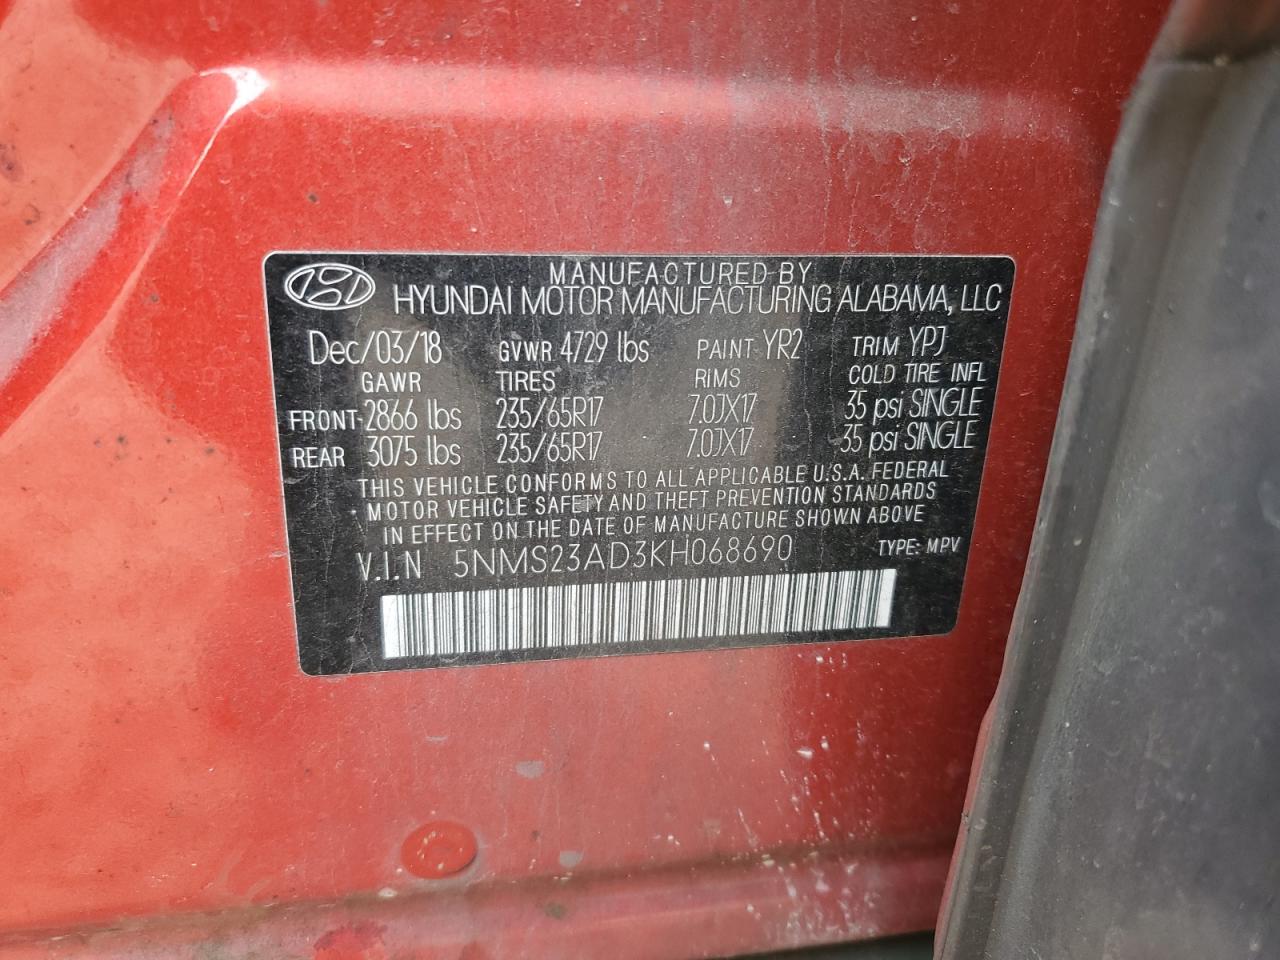 MANUFACTURED BY
HYUNDAI MOTOR MANUFACTURING ALABAMA, LLC
Dec/03/18 GVWR 4729 lbs PAINT YR2 TRIM YPJ
GAWR TIRES RIMS COLD TIRE INFL
FRONT-2866 lbs 235/65R17 7.0JX17 35 psi SINGLE
REAR 3075 lbs 235/65R17 7.0JX17 35 psi SINGLE
THIS VEHICLE CONFORMS TO ALL APPLICABLE U.S.A. FEDERAL
MOTOR VEHICLE SAFETY AND THEFT PREVENTION STANDARDS
IN EFFECT ON THE DATE OF MANUFACTURE SHOWN ABOVE
V.I.N 5NMS23AD3KH068690 TYPE: MPV